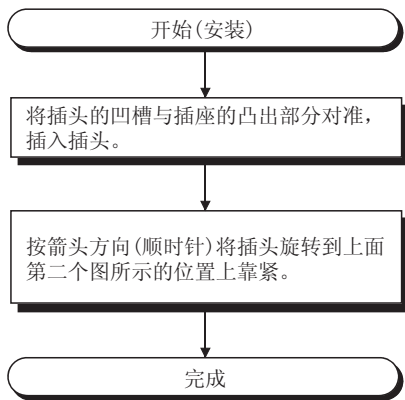 开始(安装)
将插头的凹槽与插座的凸出部分对准，
插入插头。
按箭头方向(顺时针)将插头旋转到上面
第二个图所示的位置上靠紧。
完成